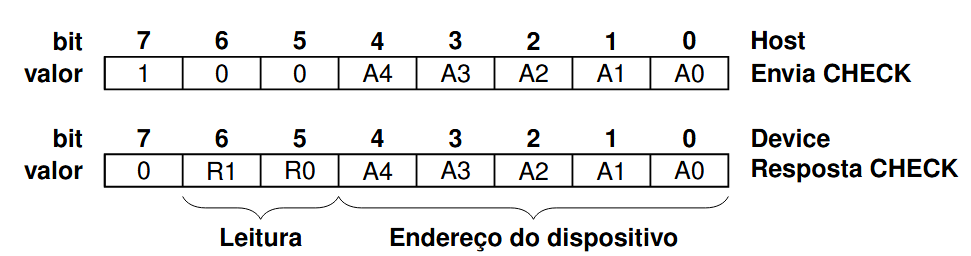 bit 7 6 5 4 3 2 1 0 Host
valor 1 0 0 A4 A3 A2 A1 A0 Envia CHECK
bit 7 6 5 4 3 2 1 0 Device
valor 0 R1 R0 A4 A3 A2 A1 A0 Resposta CHECK
Leitura Endereço do dispositivo